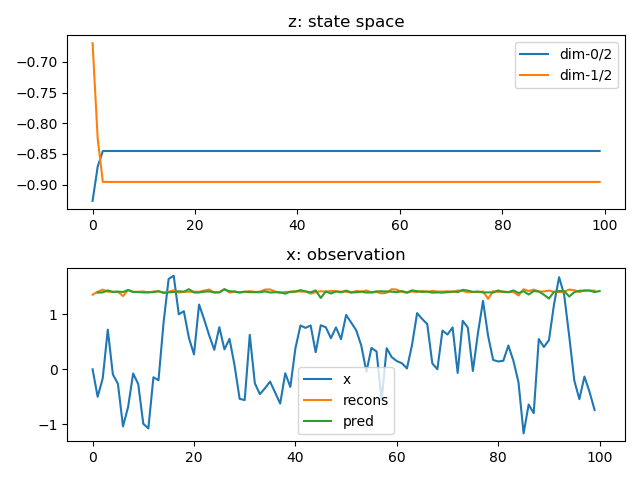 z: state space
−0.70
−0.75
−0.80
−0.85
−0.90
dim-0/2
dim-1/2
0 20 40 60 80 100
x: observation
1
0
−1
x
recons
pred
0 20 40 60 80 100